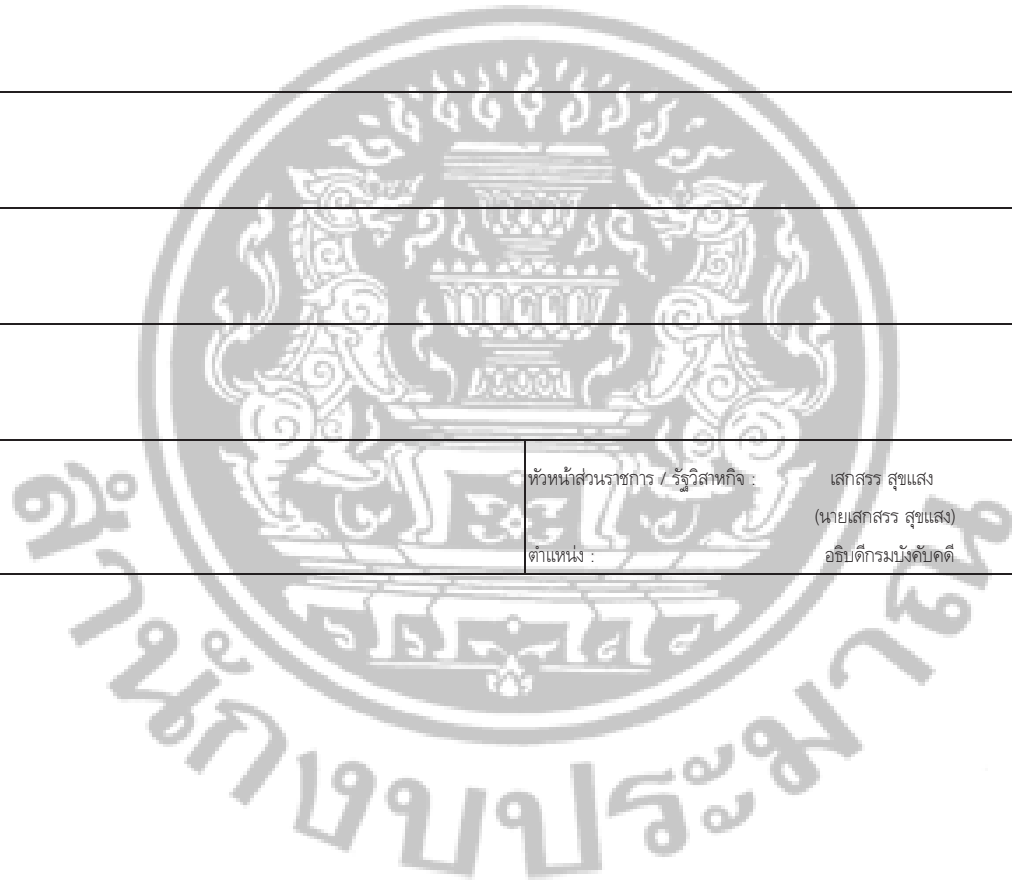 หัวหน้าส่วนราชการ / รัฐวิสาหกิจ : เสกสรร สุขแสง
(นายเสกสรร สุขแสง)
ตำแหน่ง : อธิบดีกรมบังคับคดี
สำนักงบประมาณ